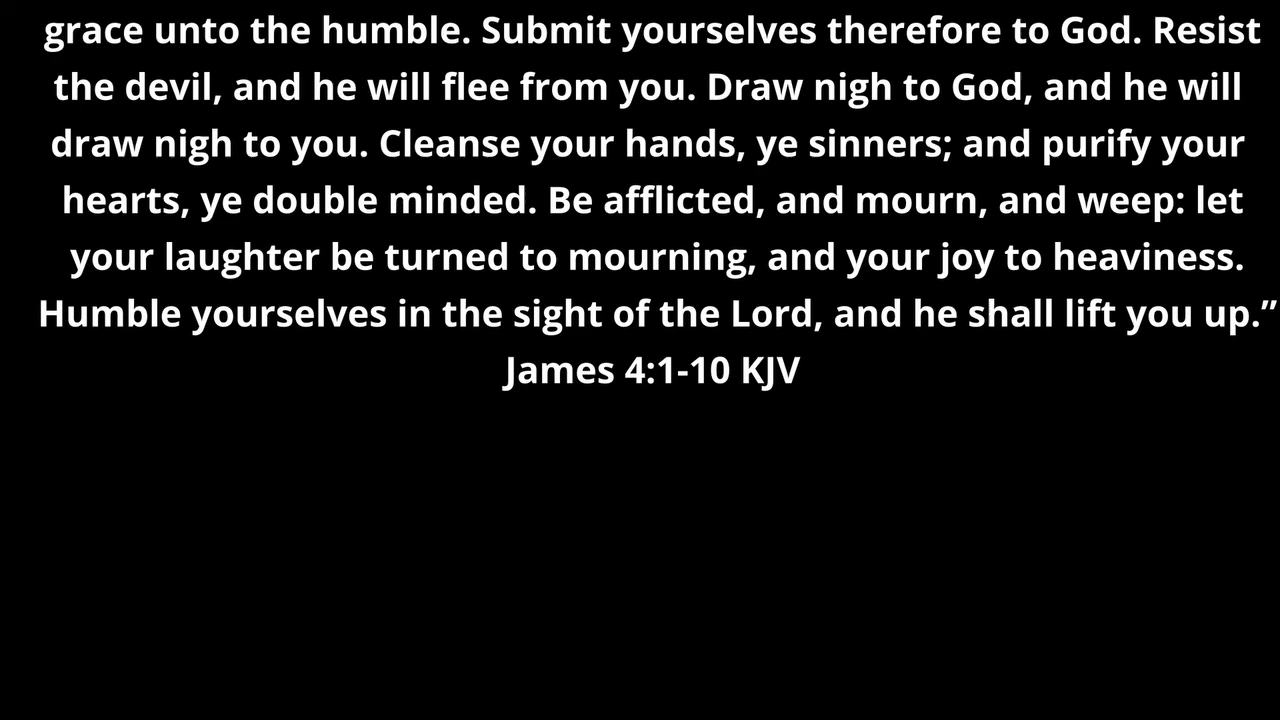 grace unto the humble. Submit yourselves therefore to God. Resist
the devil, and he will flee from you. Draw nigh to God, and he will
draw nigh to you. Cleanse your hands, ye sinners; and purify your
hearts, ye double minded. Be afflicted, and mourn, and weep: let
your laughter be turned to mourning, and your joy to heaviness.
Humble yourselves in the sight of the Lord, and he shall lift you up.”
James 4:1-10 KJV